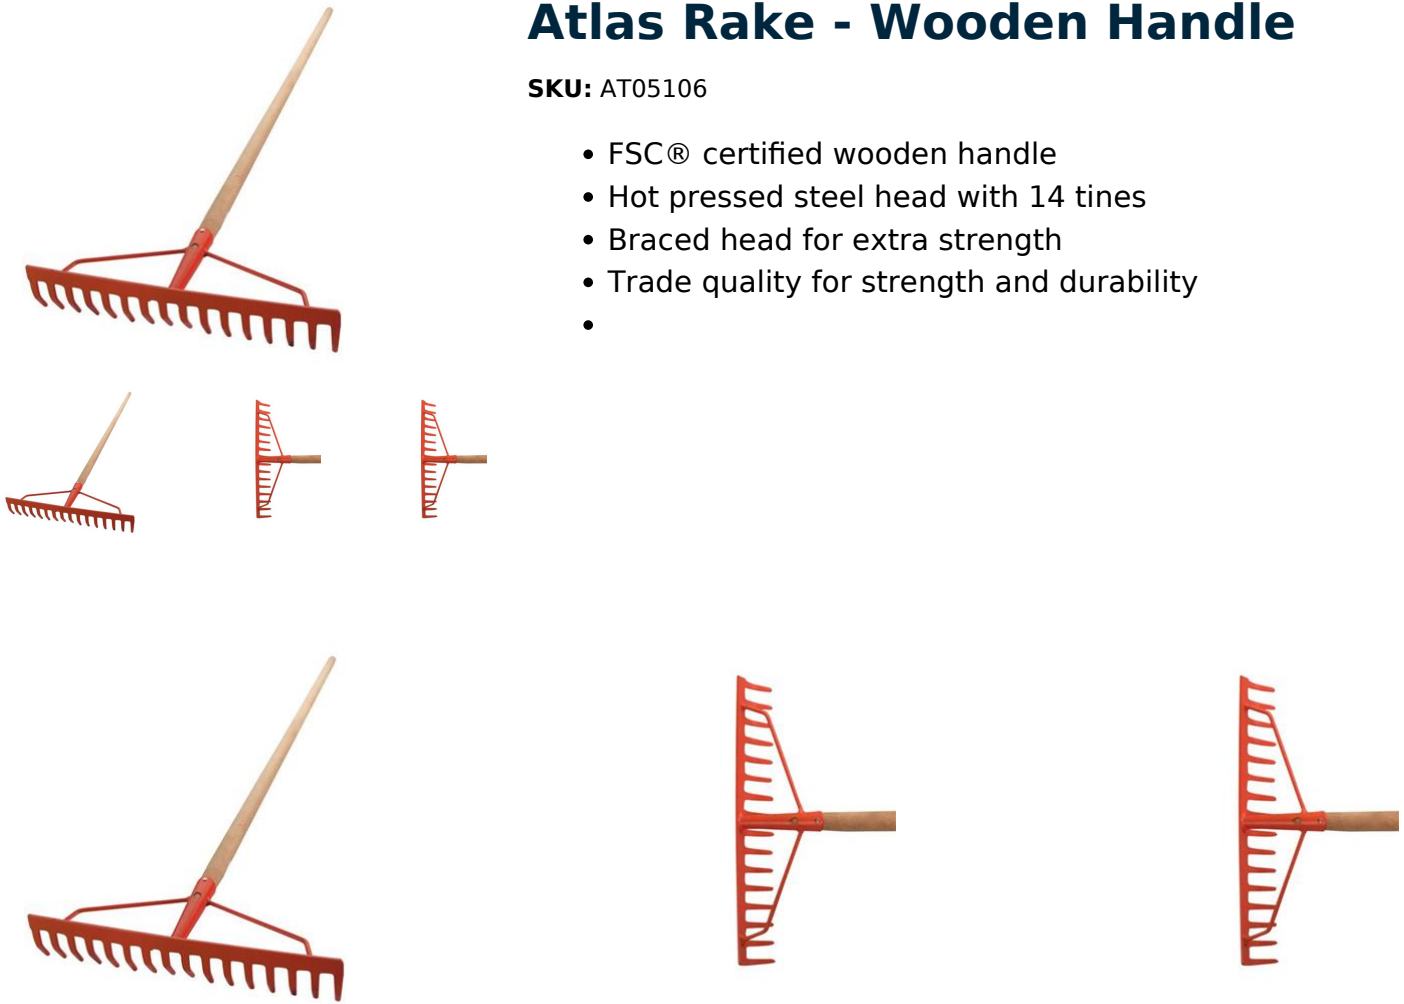 Atlas Rake - Wooden Handle
SKU: AT05106
• FSC® certified wooden handle
• Hot pressed steel head with 14 tines
• Braced head for extra strength
• Trade quality for strength and durability
•